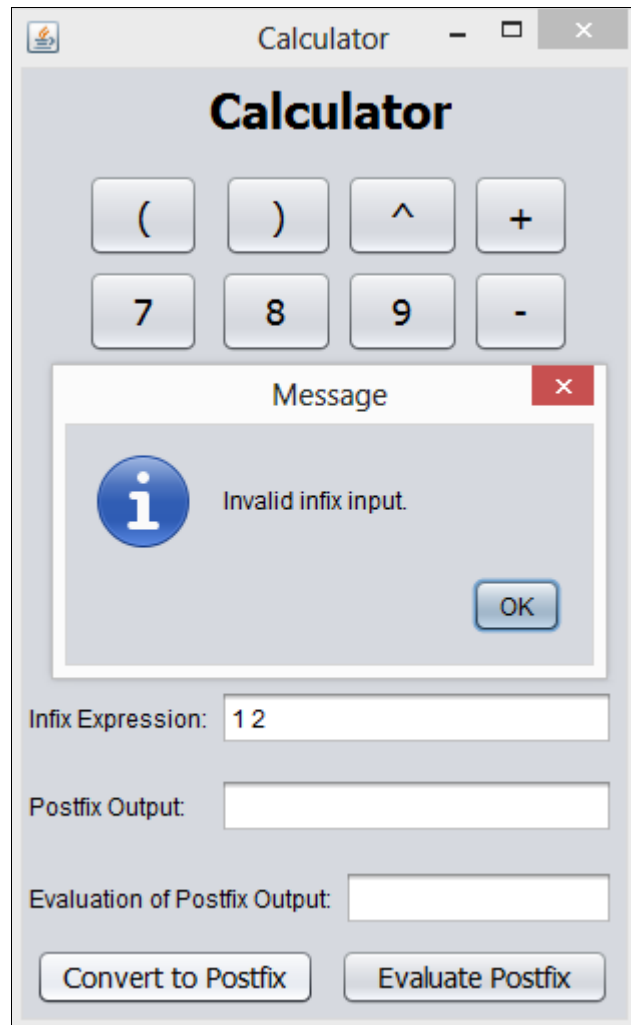 Calculator
Calculator
( ) ^ +
7 8 9 -
Message
Invalid infix input.
OK
Infix Expression: 1 2
Postfix Output:
Evaluation of Postfix Output:
Convert to Postfix Evaluate Postfix